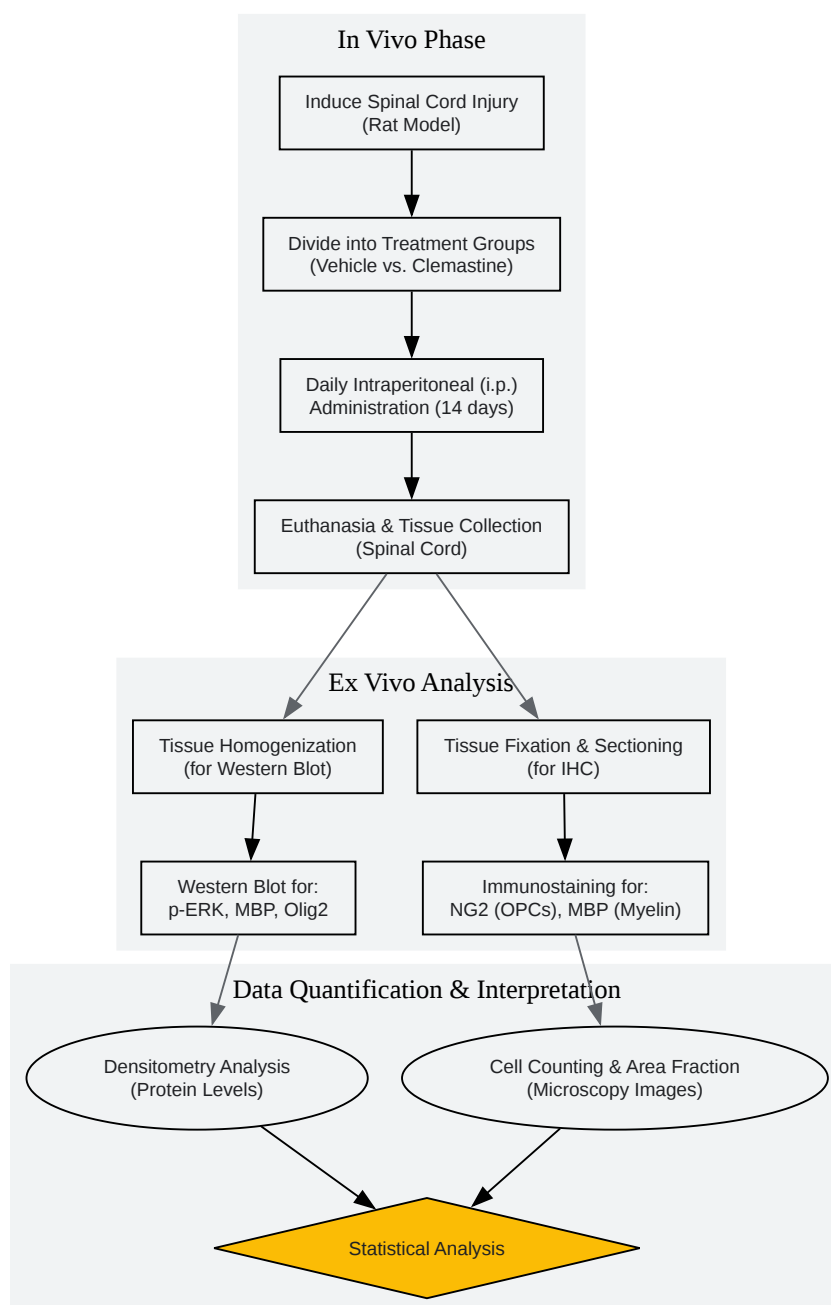 In Vivo Phase
Induce Spinal Cord Injury
(Rat Model)
Divide into Treatment Groups
(Vehicle vs. Clemastine)
Daily Intraperitoneal (i.p.)
Administration (14 days)
Euthanasia & Tissue Collection
(Spinal Cord)
Ex Vivo Analysis
Tissue Homogenization
(for Western Blot)
Tissue Fixation & Sectioning
(for IHC)
Western Blot for:
p-ERK, MBP, Olig2
Immunostaining for:
NG2 (OPCs), MBP (Myelin)
Data Quantification & Interpretation
Densitometry Analysis
(Protein Levels)
Cell Counting & Area Fraction
(Microscopy Images)
Statistical Analysis